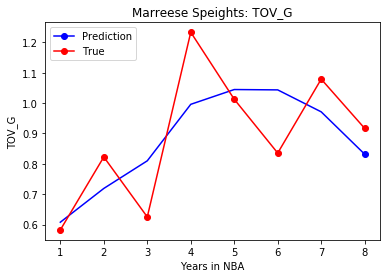 Marreese Speights: TOV_G
Prediction
True
TOV_G
1.2
1.1
1.0
0.9
0.8
0.7
0.6
1 2 3 4 5 6 7 8
Years in NBA